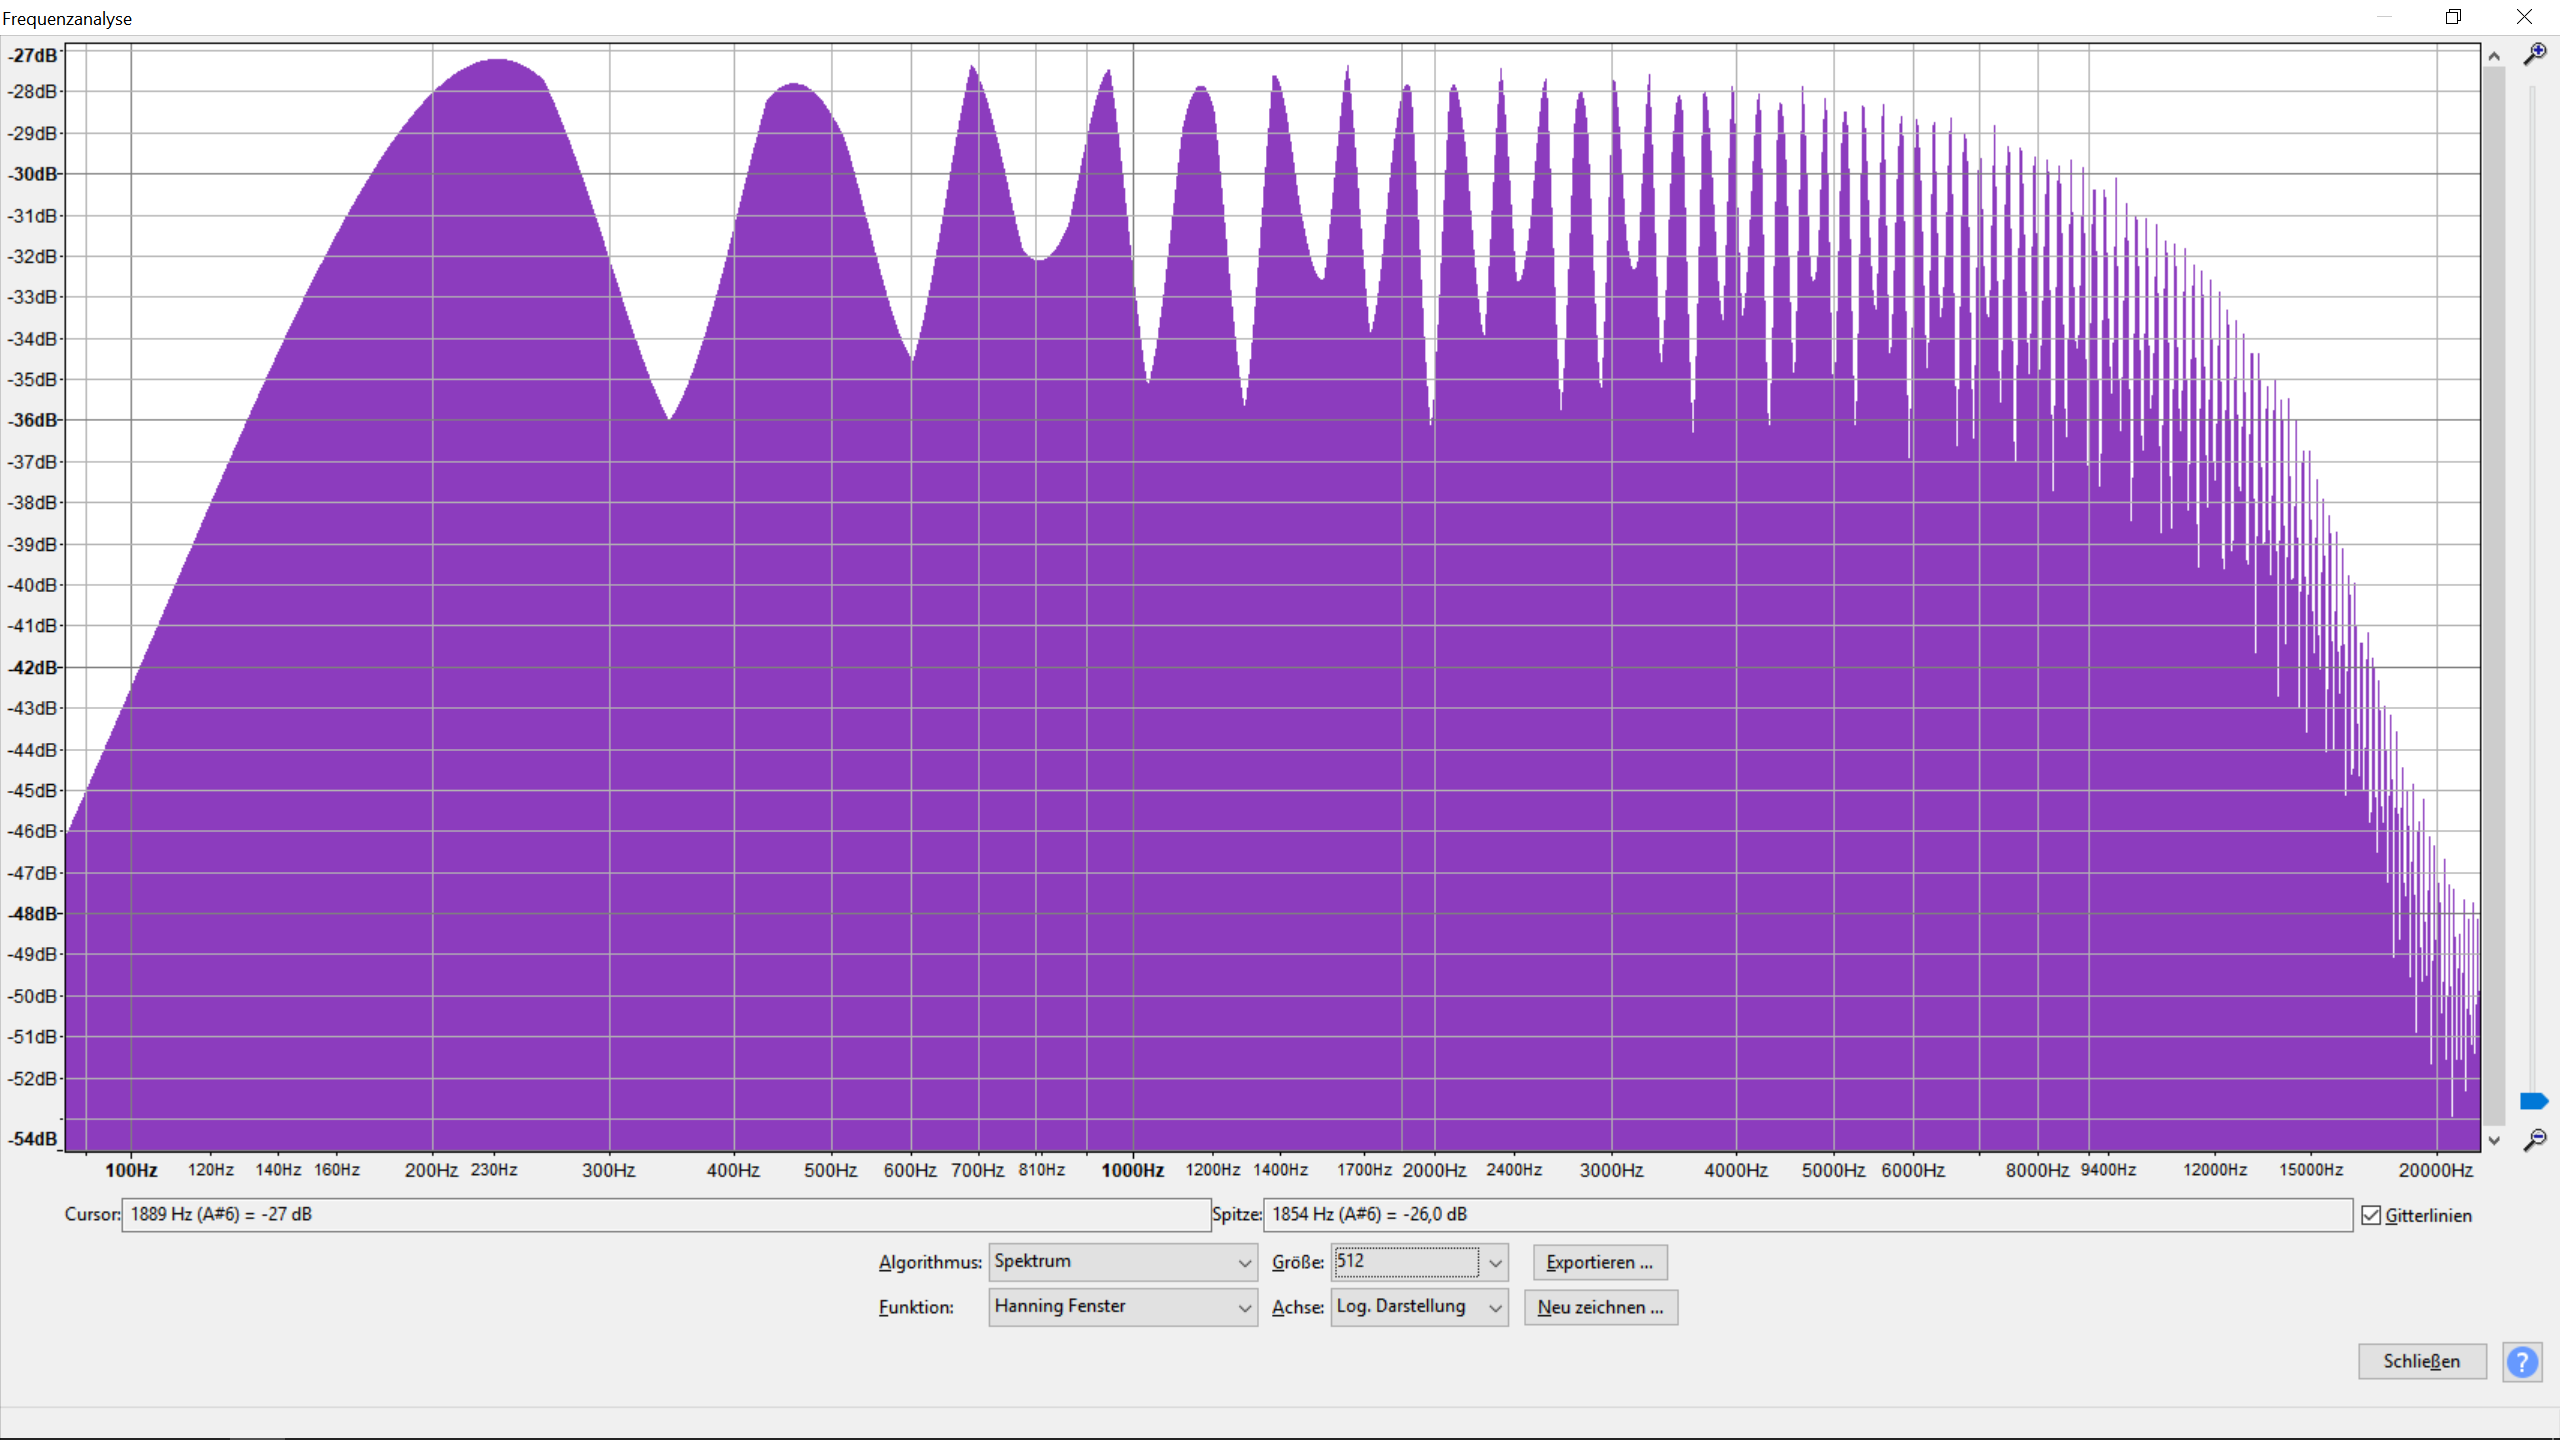 Frequenzanalyse
-27dB
-28dB
-29dB
-30dB
-31dB
-32dB
-33dB
-34dB
-35dB
-36dB
-37dB
-38dB
-39dB
-40dB
-41dB
-42dB
-43dB
-44dB
-45dB
-46dB
-47dB
-48dB
-49dB
-50dB
-51dB
-52dB
-54dB
100Hz 120Hz 140Hz 160Hz 200Hz 230Hz 300Hz 400Hz 500Hz 600Hz 700Hz 810Hz 1000Hz 1200Hz 1400Hz 1700Hz 2000Hz 2400Hz 3000Hz 4000Hz 5000Hz 6000Hz 8000Hz 9400Hz 12000Hz 15000Hz 20000Hz
Cursor: 1889 Hz (A#6) = -27 dB Spitze: 1854 Hz (A#6) = -26,0 dB Gitterlinien
Algorithmus: Spektrum Größe: 512 Exportieren ...
Funktion: Hanning Fenster Achse: Log. Darstellung Neu zeichnen ...
Schließen ?